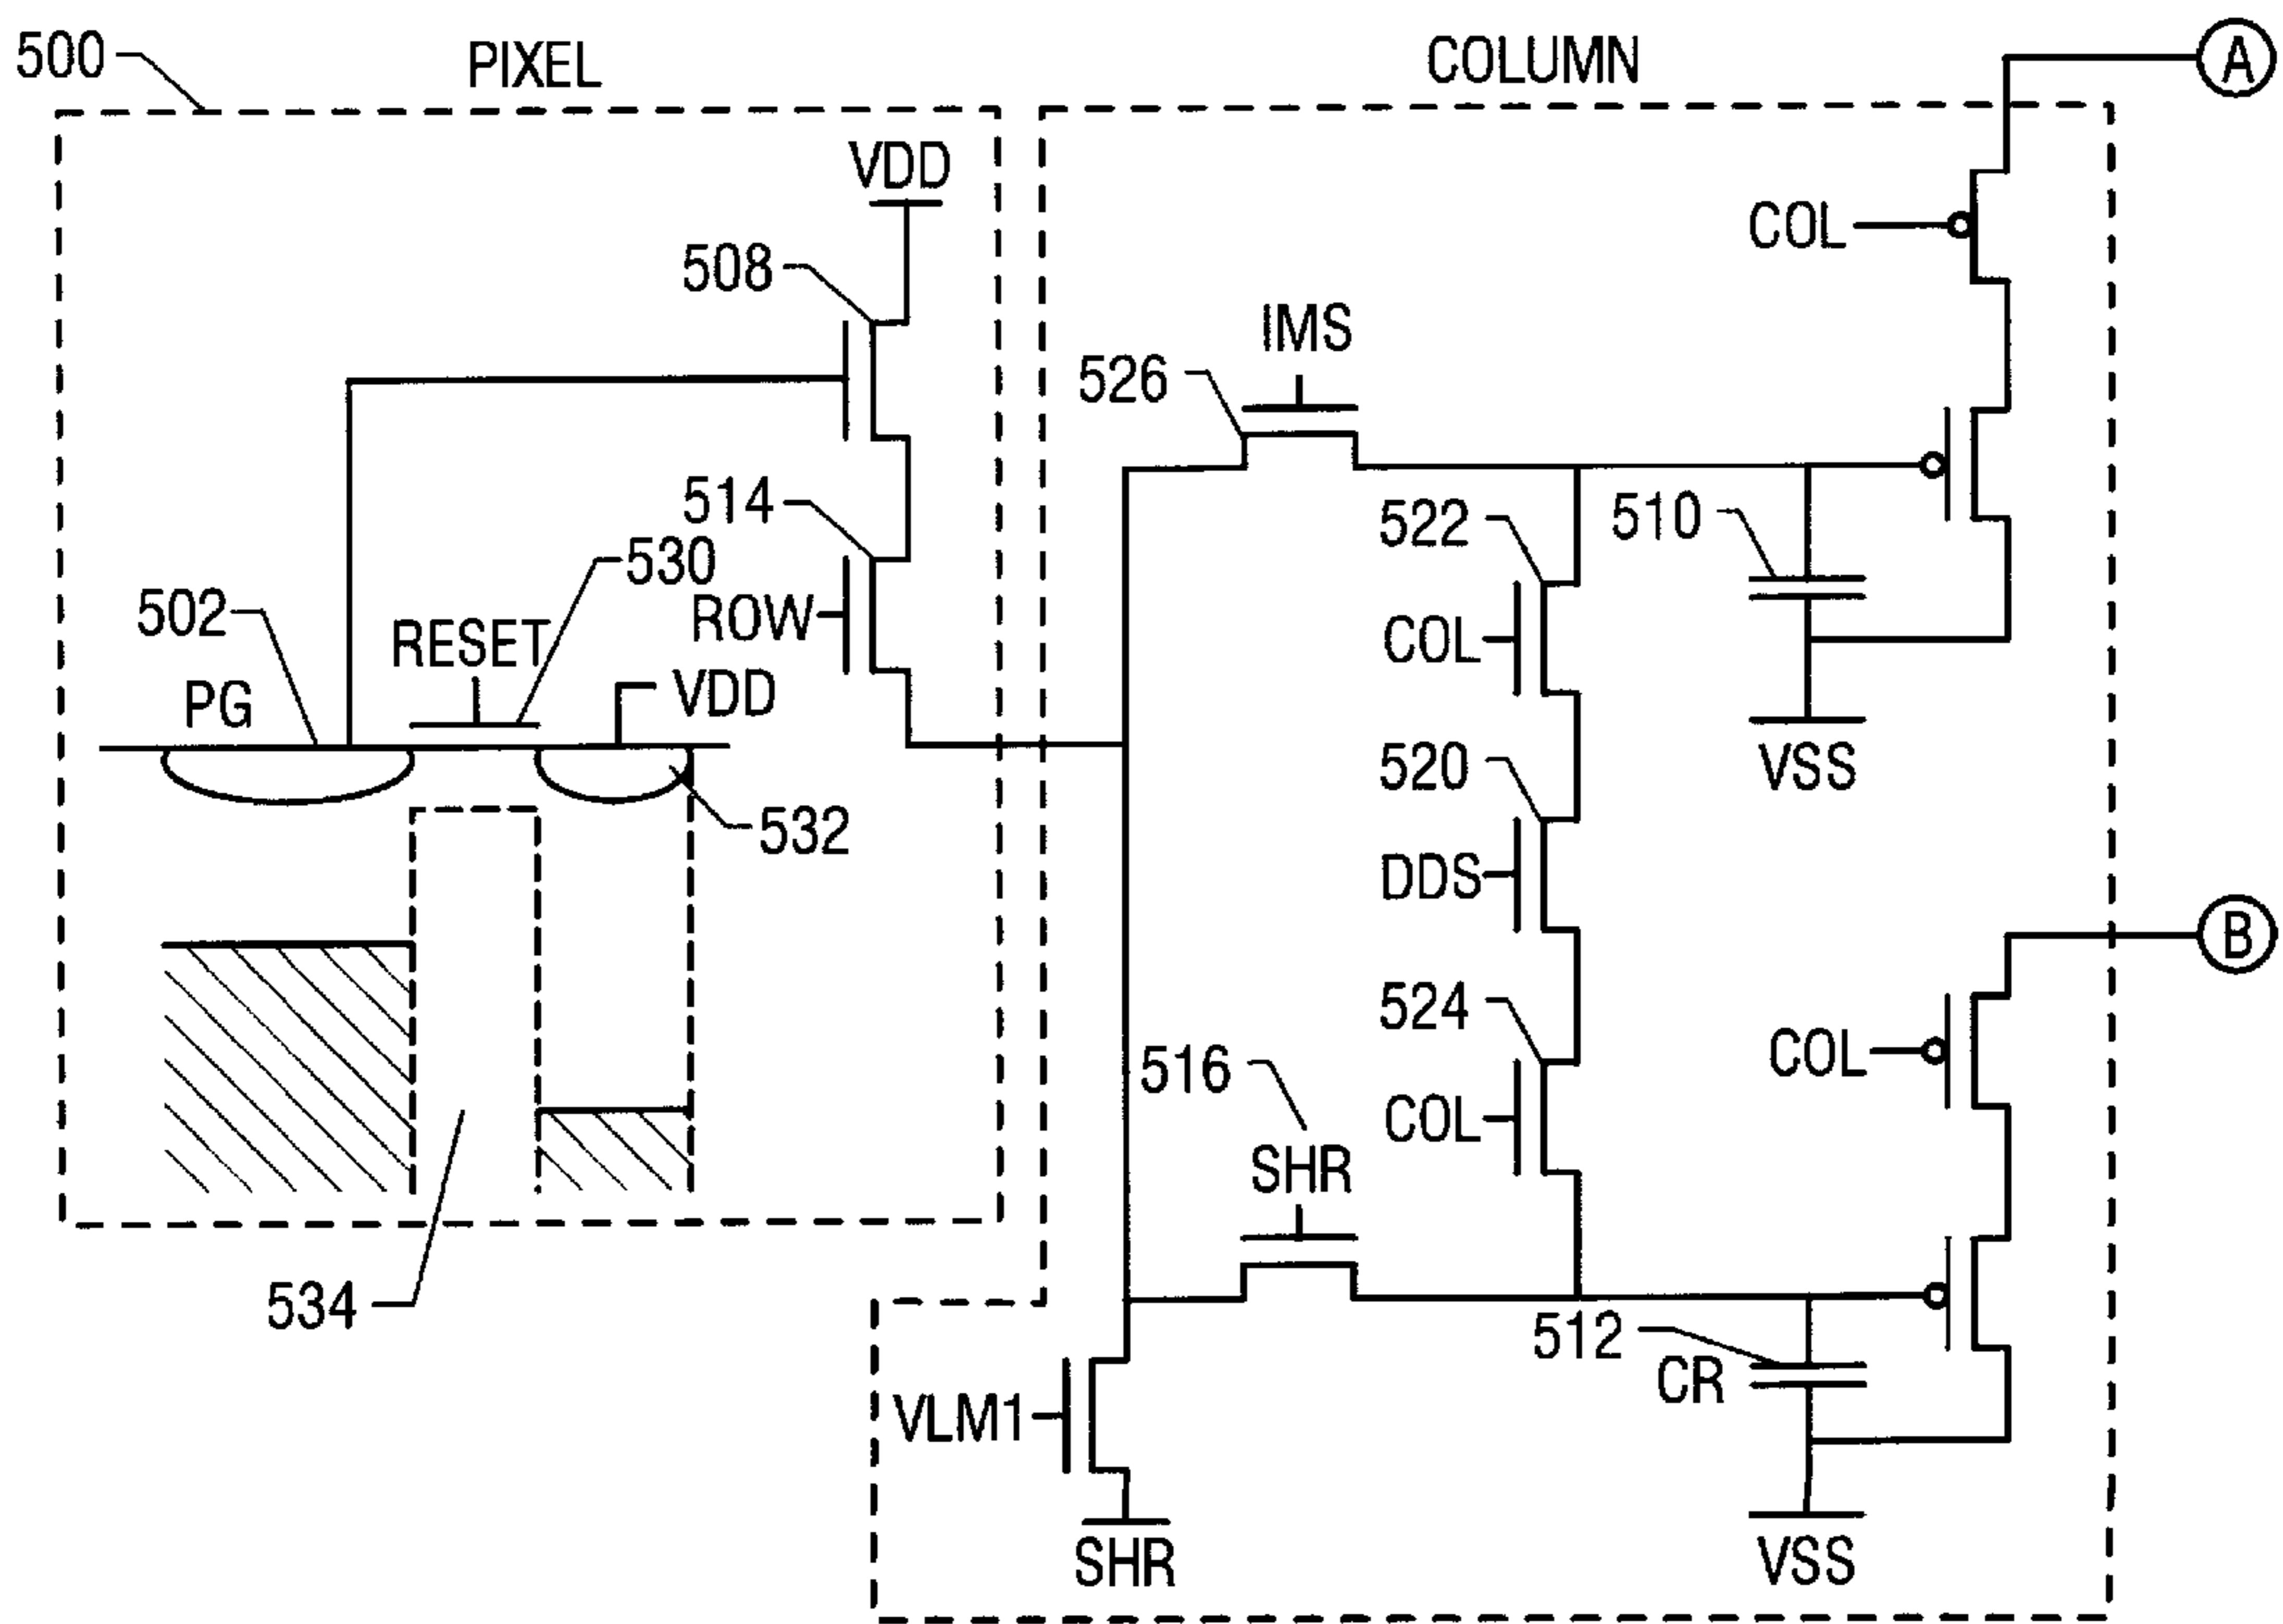 500
PIXEL
COLUMN
A
VDD
COL
508
IMS
526
514
522
510
530
502
ROW
RESET
COL
VDD
PG
520
VSS
532
DDS
B
524
COL
516
COL
SHR
534
512
CR
VLM1
SHR
VSS